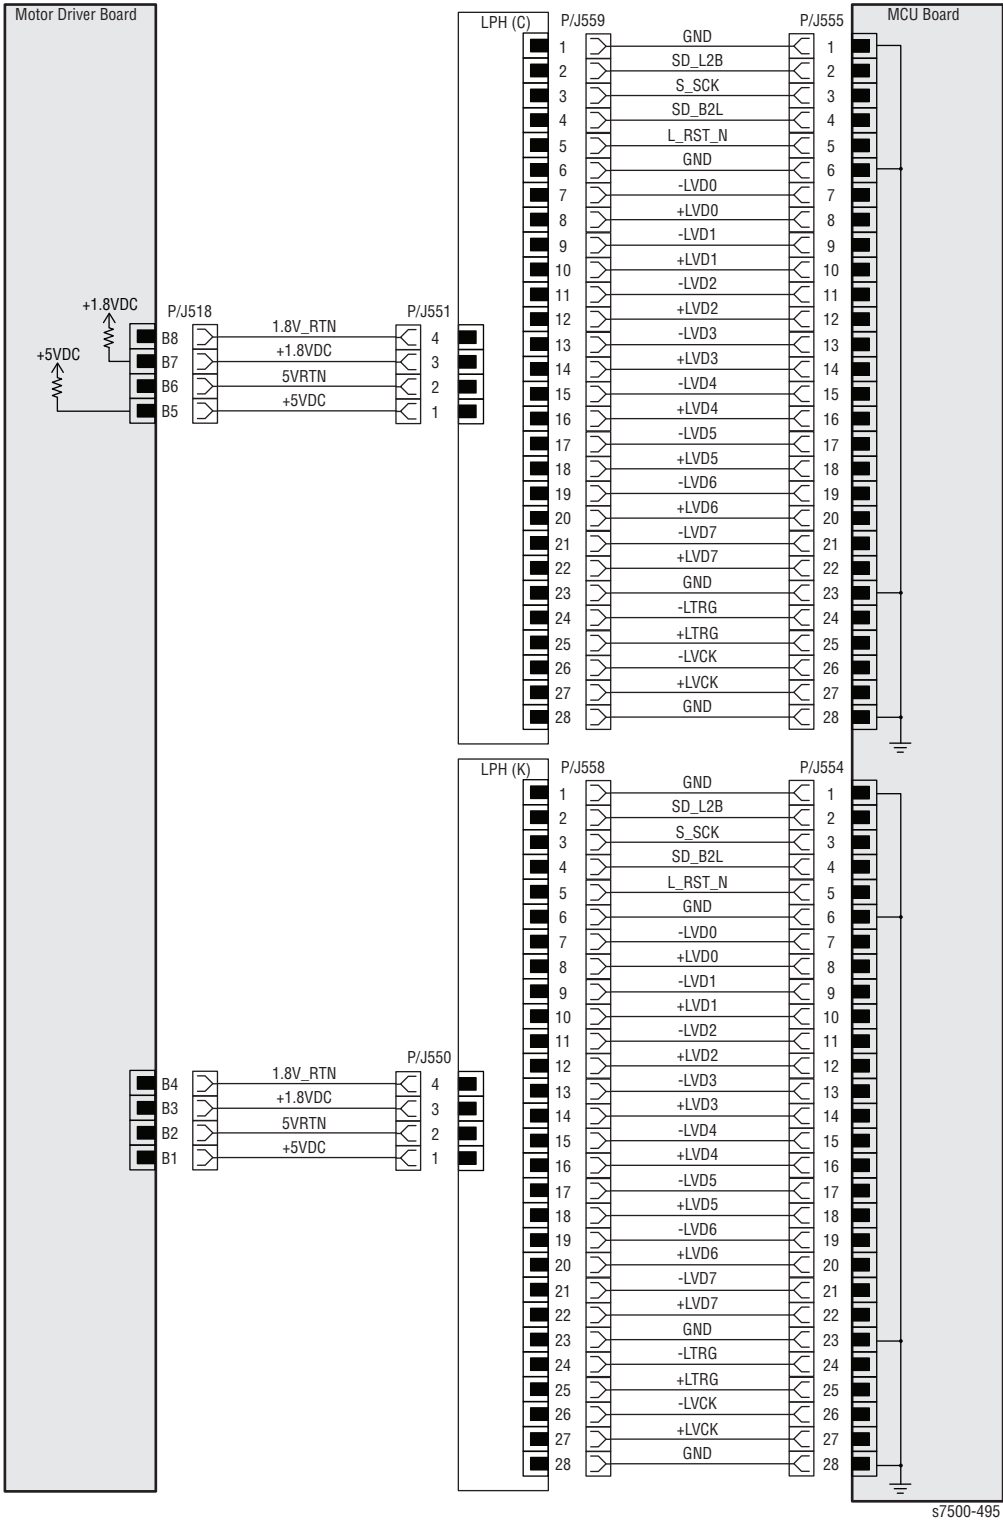 Motor Driver Board
LPH (C)
P/J559
P/J555
MCU Board
1 GND 1
2 SD_L2B 2
3 S_SCK 3
4 SD_B2L 4
5 L_RST_N 5
6 GND 6
7 -LVD0 7
8 +LVD0 8
9 -LVD1 9
10 +LVD1 10
11 -LVD2 11
12 +LVD2 12
13 -LVD3 13
14 +LVD3 14
15 -LVD4 15
16 +LVD4 16
17 -LVD5 17
18 +LVD5 18
19 -LVD6 19
20 +LVD6 20
21 -LVD7 21
22 +LVD7 22
23 GND 23
24 -LTRG 24
25 +LTRG 25
26 -LVCK 26
27 +LVCK 27
28 GND 28
+1.8VDC
+5VDC
P/J518
P/J551
B8 1.8V_RTN 4
B7 +1.8VDC 3
B6 5VRTN 2
B5 +5VDC 1
LPH (K)
P/J558
P/J554
1 GND 1
2 SD_L2B 2
3 S_SCK 3
4 SD_B2L 4
5 L_RST_N 5
6 GND 6
7 -LVD0 7
8 +LVD0 8
9 -LVD1 9
10 +LVD1 10
11 -LVD2 11
12 +LVD2 12
13 -LVD3 13
14 +LVD3 14
15 -LVD4 15
16 +LVD4 16
17 -LVD5 17
18 +LVD5 18
19 -LVD6 19
20 +LVD6 20
21 -LVD7 21
22 +LVD7 22
23 GND 23
24 -LTRG 24
25 +LTRG 25
26 -LVCK 26
27 +LVCK 27
28 GND 28
P/J550
B4 1.8V_RTN 4
B3 +1.8VDC 3
B2 5VRTN 2
B1 +5VDC 1
s7500-495